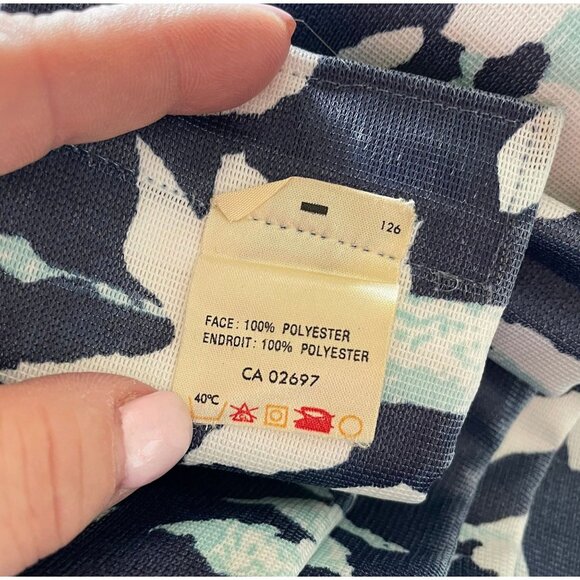 126
FACE: 100% POLYESTER
ENDROIT: 100% POLYESTER
CA 02697
40°C